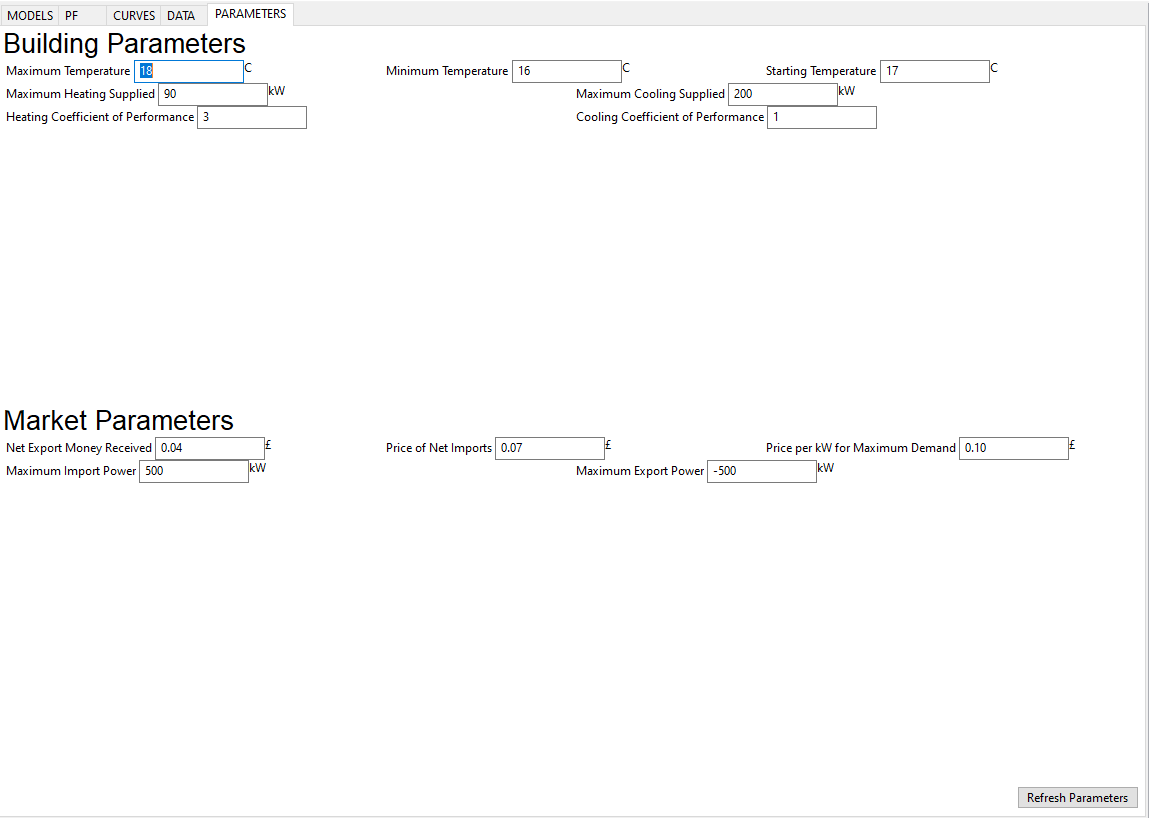 MODELS PF CURVES DATA PARAMETERS
Building Parameters
Maximum Temperature 18 C Minimum Temperature 16 C Starting Temperature 17 C
Maximum Heating Supplied 90 kW Maximum Cooling Supplied 200 kW
Heating Coefficient of Performance 3 Cooling Coefficient of Performance 1
Market Parameters
Net Export Money Received 0.04 £ Price of Net Imports 0.07 £ Price per kW for Maximum Demand 0.10 £
Maximum Import Power 500 kW Maximum Export Power -500 kW
Refresh Parameters